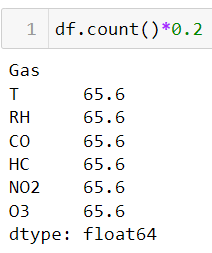 1 df.count()*0.2
Gas
T 65.6
RH 65.6
CO 65.6
HC 65.6
NO2 65.6
O3 65.6
dtype: float64